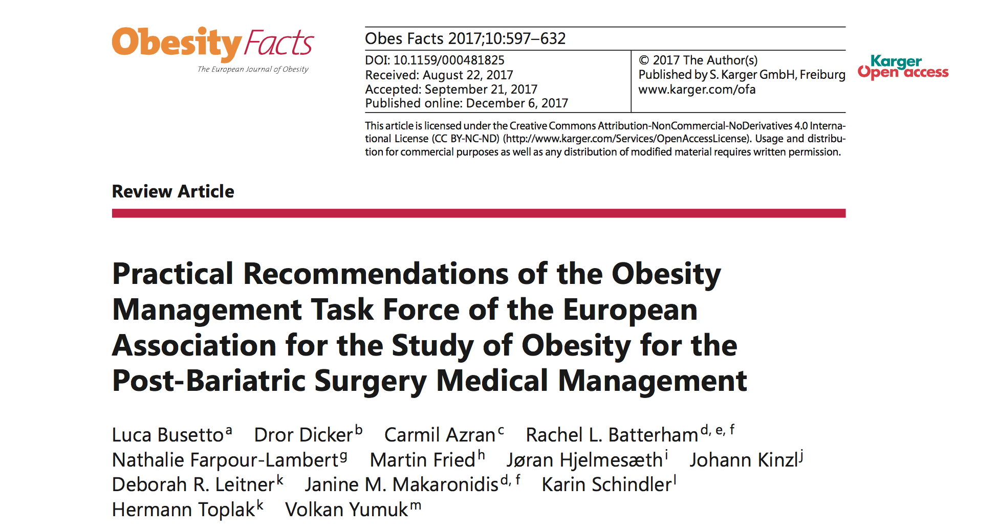 Obesity Facts
The European Journal of Obesity
Obes Facts 2017;10:597–632
DOI: 10.1159/000481825
Received: August 22, 2017
Accepted: September 21, 2017
Published online: December 6, 2017
© 2017 The Author(s)
Published by S. Karger GmbH, Freiburg
www.karger.com/ofa
Karger
Open access
This article is licensed under the Creative Commons Attribution-NonCommercial-NoDerivatives 4.0 Interna-
tional License (CC BY-NC-ND) (http://www.karger.com/Services/OpenAccessLicense). Usage and distribu-
tion for commercial purposes as well as any distribution of modified material requires written permission.
Review Article
Practical Recommendations of the Obesity
Management Task Force of the European
Association for the Study of Obesity for the
Post-Bariatric Surgery Medical Management
Luca Busetto a Dror Dicker b Carmil Azran c Rachel L. Batterham d, e, f
Nathalie Farpour-Lambert g Martin Fried h Jøran Hjelmesæth i Johann Kinzl j
Deborah R. Leitner k Janine M. Makaronidis d, f Karin Schindler l
Hermann Toplak k Volkan Yumuk m